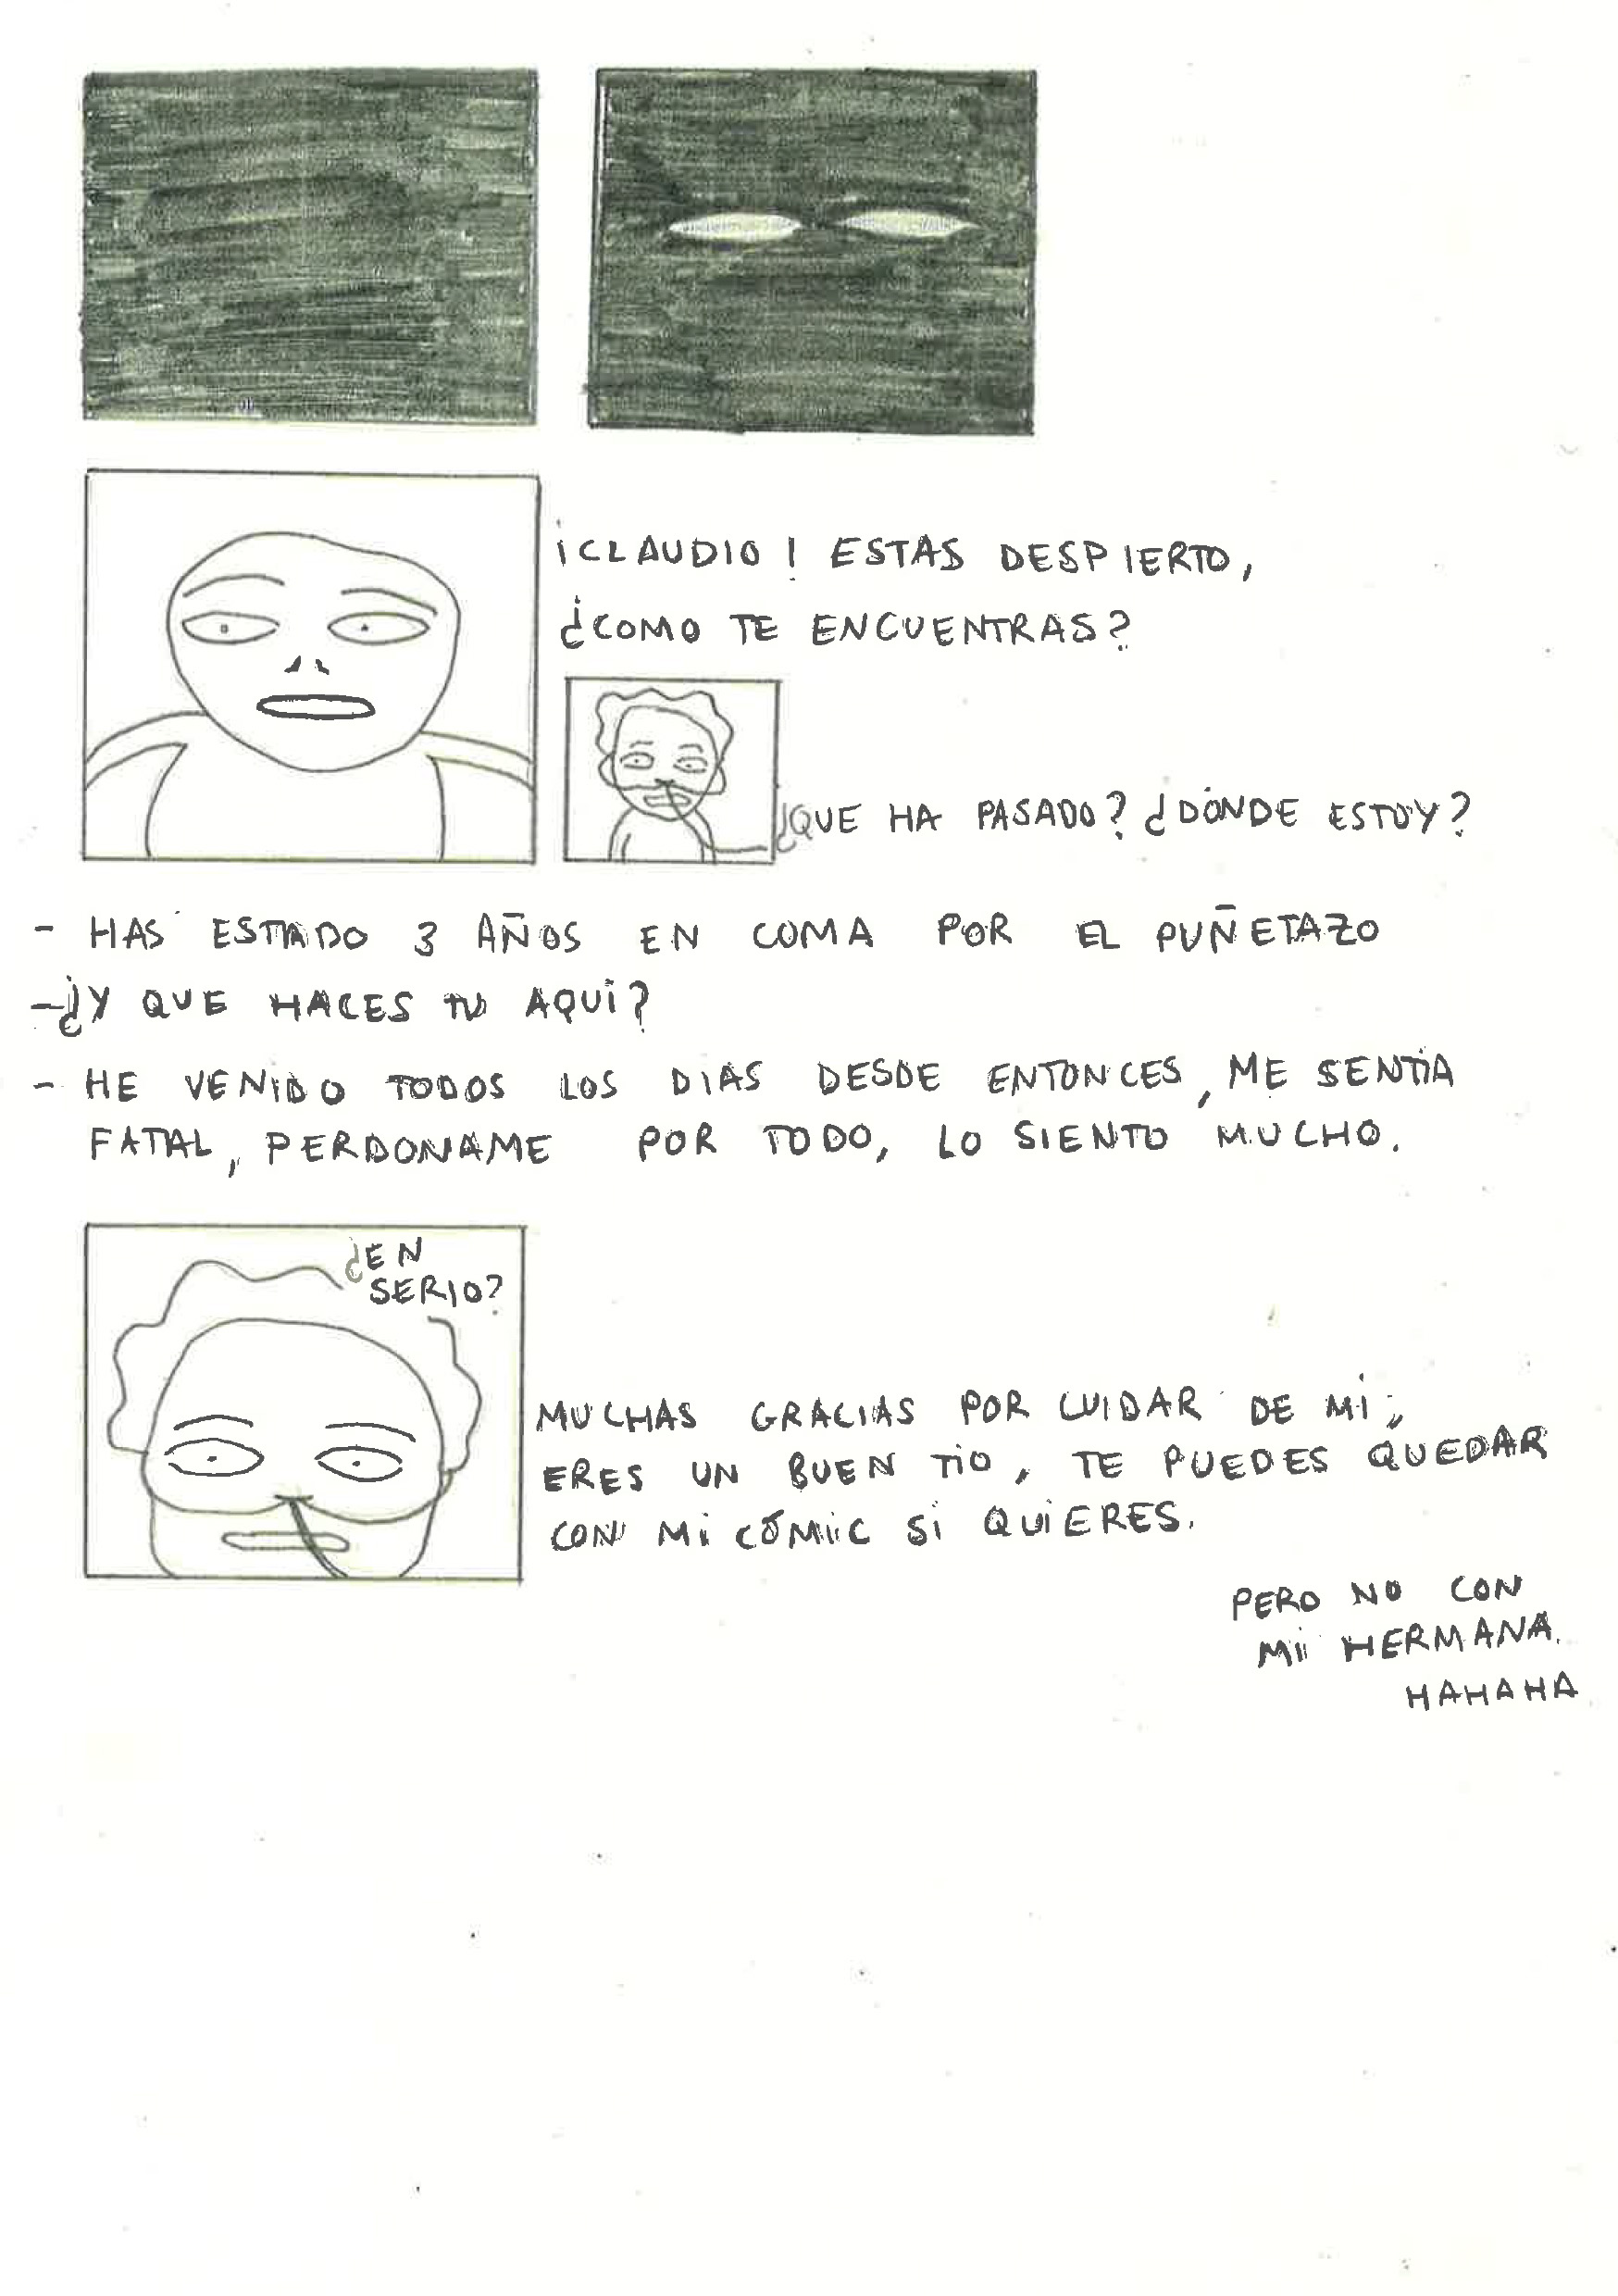 ¡CLAUDIO! ESTAS DESPIERTO,
¿COMO TE ENCUENTRAS?
¿QUE HA PASADO? ¿DÓNDE ESTOY?
- HAS ESTADO 3 AÑOS EN COMA POR EL PUÑETAZO
-¿Y QUE HACES TU AQUí?
- HE VENIDO TODOS LOS DIAS DESDE ENTONCES, ME SENTIA
FATAL, PERDONAME POR TODO, LO SIENTO MUCHO.
¿EN
SERIO?
MUCHAS GRACIAS POR CUIDAR DE MI,
ERES UN BUEN TIO, TE PUEDES QUEDAR
CON MI CÓMIC SI QUIERES.
PERO NO CON
MI HERMANA.
HAHAHA